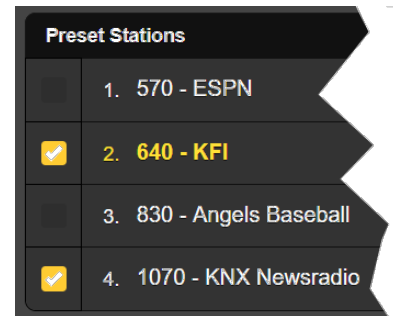 Preset Stations
1. 570 - ESPN
2. 640 - KFI
3. 830 - Angels Baseball
4. 1070 - KNX Newsradio